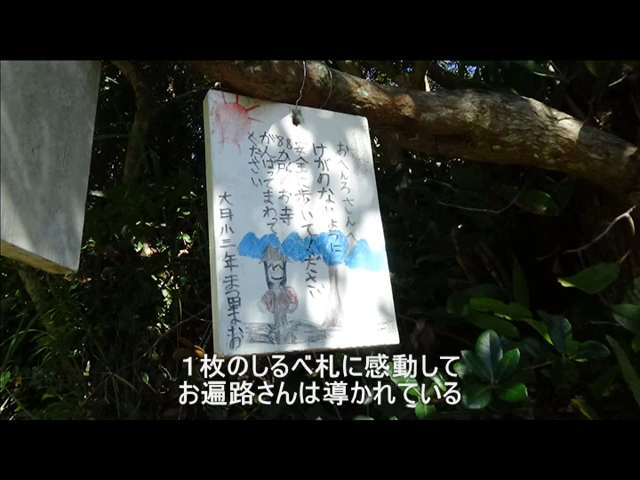 おへんろさんへ
けがのないように
安全に歩いてください
88か所のお寺
がんばってまわって
ください
大月小三年
1枚のしるべ札に感動して
お遍路さんは導かれている